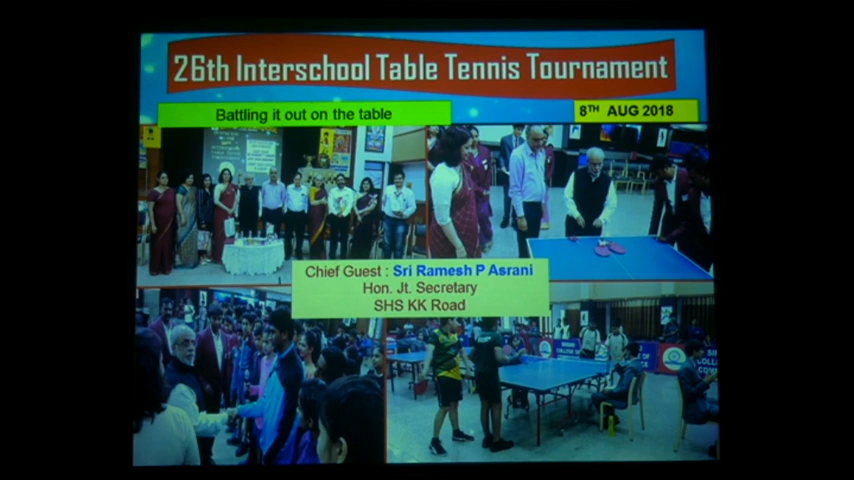 26th Interschool Table Tennis Tournament
Battling it out on the table
8TH AUG 2018
Chief Guest : Sri Ramesh P Asrani
Hon. Jt. Secretary
SHS KK Road